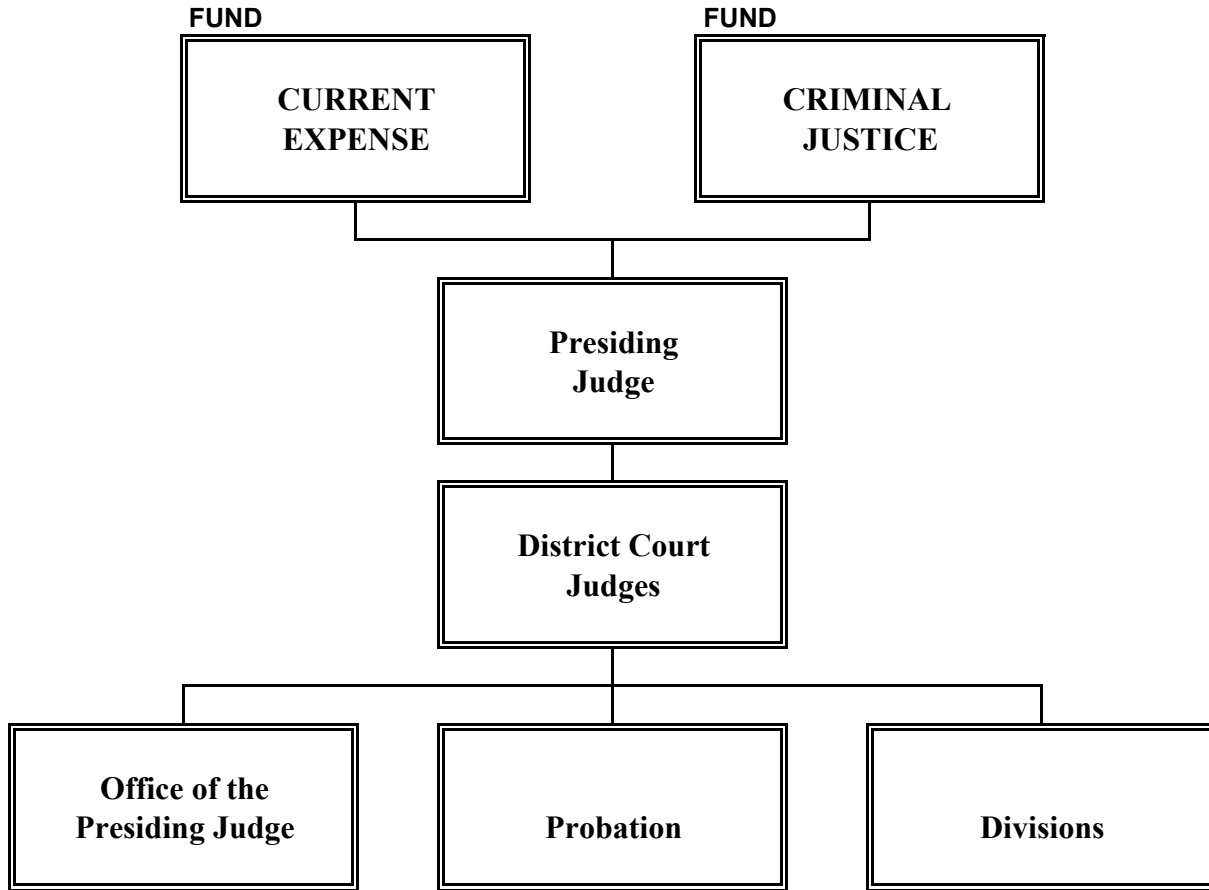 FUND
FUND
CURRENT
EXPENSE
CRIMINAL
JUSTICE
Presiding
Judge
District Court
Judges
Office of the
Presiding Judge
Probation
Divisions